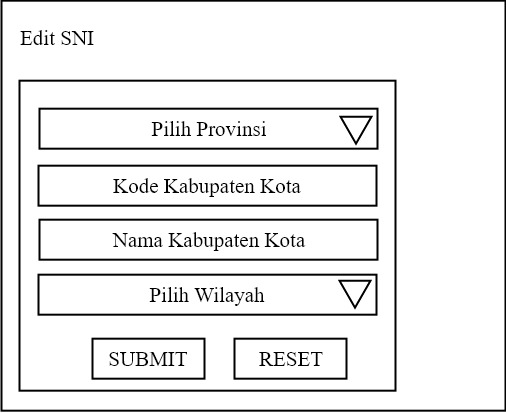 Edit SNI
Pilih Provinsi
Kode Kabupaten Kota
Nama Kabupaten Kota
Pilih Wilayah
SUBMIT RESET